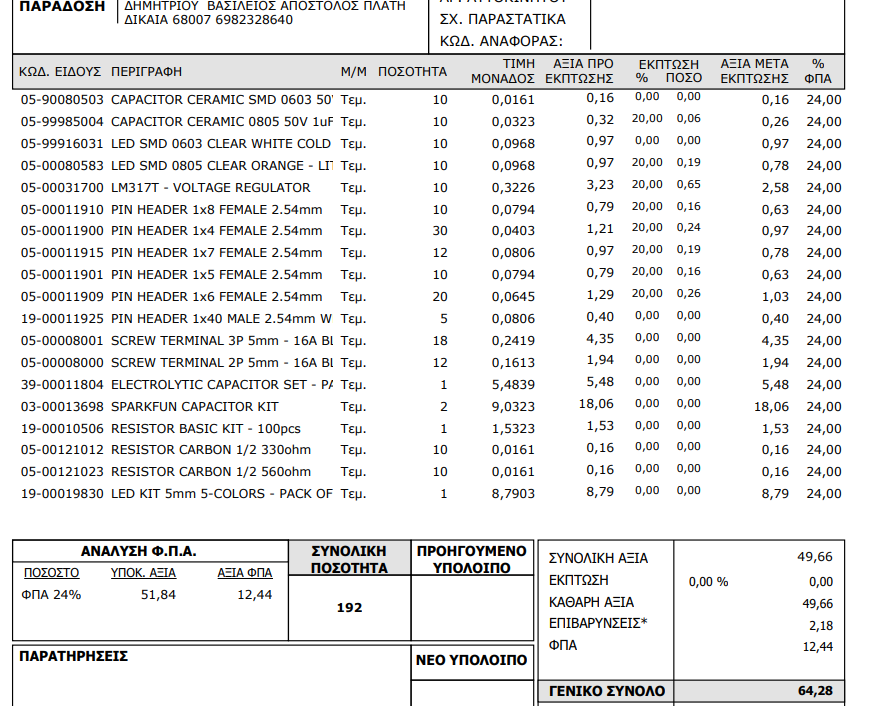 ΠΑΡΑΔΟΣΗ
ΔΗΜΗΤΡΙΟΥ ΒΑΣΙΛΕΙΟΣ ΑΠΟΣΤΟΛΟΣ ΠΛΑΤΗ
ΔΙΚΑΙΑ 68007 6982328640
ΣΧ. ΠΑΡΑΣΤΑΤΙΚΑ
ΚΩΔ. ΑΝΑΦΟΡΑΣ:
ΚΩΔ. ΕΙΔΟΥΣ ΠΕΡΙΓΡΑΦΗ Μ/Μ ΠΟΣΟΤΗΤΑ ΤΙΜΗ ΜΟΝΑΔΟΣ ΑΞΙΑ ΠΡΟ ΕΚΠΤΩΣΗΣ ΕΚΠΤΩΣΗ % ΠΟΣΟ ΑΞΙΑ ΜΕΤΑ ΕΚΠΤΩΣΗΣ % ΦΠΑ
05-90080503 CAPACITOR CERAMIC SMD 0603 50 Τεμ. 10 0,0161 0,16 0,00 0,00 0,16 24,00
05-99985004 CAPACITOR CERAMIC 0805 50V 1uF Τεμ. 10 0,0323 0,32 20,00 0,06 0,26 24,00
05-99916031 LED SMD 0603 CLEAR WHITE COLD Τεμ. 10 0,0968 0,97 0,00 0,00 0,97 24,00
05-00080583 LED SMD 0805 CLEAR ORANGE - LI Τεμ. 10 0,0968 0,97 20,00 0,19 0,78 24,00
05-00031700 LM317T - VOLTAGE REGULATOR Τεμ. 10 0,3226 3,23 20,00 0,65 2,58 24,00
05-00011910 PIN HEADER 1x8 FEMALE 2.54mm Τεμ. 10 0,0794 0,79 20,00 0,16 0,63 24,00
05-00011900 PIN HEADER 1x4 FEMALE 2.54mm Τεμ. 30 0,0403 1,21 20,00 0,24 0,97 24,00
05-00011915 PIN HEADER 1x7 FEMALE 2.54mm Τεμ. 12 0,0806 0,97 20,00 0,19 0,78 24,00
05-00011901 PIN HEADER 1x5 FEMALE 2.54mm Τεμ. 10 0,0794 0,79 20,00 0,16 0,63 24,00
05-00011909 PIN HEADER 1x6 FEMALE 2.54mm Τεμ. 20 0,0645 1,29 20,00 0,26 1,03 24,00
19-00011925 PIN HEADER 1x40 MALE 2.54mm W Τεμ. 5 0,0806 0,40 0,00 0,00 0,40 24,00
05-00008001 SCREW TERMINAL 3P 5mm - 16A BL Τεμ. 18 0,2419 4,35 0,00 0,00 4,35 24,00
05-00008000 SCREW TERMINAL 2P 5mm - 16A BL Τεμ. 12 0,1613 1,94 0,00 0,00 1,94 24,00
39-00011804 ELECTROLYTIC CAPACITOR SET - PA Τεμ. 1 5,4839 5,48 0,00 0,00 5,48 24,00
03-00013698 SPARKFUN CAPACITOR KIT Τεμ. 2 9,0323 18,06 0,00 0,00 18,06 24,00
19-00010506 RESISTOR BASIC KIT - 100pcs Τεμ. 1 1,5323 1,53 0,00 0,00 1,53 24,00
05-00121012 RESISTOR CARBON 1/2 330ohm Τεμ. 10 0,0161 0,16 0,00 0,00 0,16 24,00
05-00121023 RESISTOR CARBON 1/2 560ohm Τεμ. 10 0,0161 0,16 0,00 0,00 0,16 24,00
19-00019830 LED KIT 5mm 5-COLORS - PACK OF Τεμ. 1 8,7903 8,79 0,00 0,00 8,79 24,00
ΑΝΑΛΥΣΗ Φ.Π.Α.
ΠΟΣΟΣΤΟ ΥΠΟΚ. ΑΞΙΑ ΑΞΙΑ ΦΠΑ
ΦΠΑ 24% 51,84 12,44
ΣΥΝΟΛΙΚΗ
ΠΟΣΟΤΗΤΑ
192
ΠΡΟΗΓΟΥΜΕΝΟ
ΥΠΟΛΟΙΠΟ
ΣΥΝΟΛΙΚΗ ΑΞΙΑ 49,66
ΕΚΠΤΩΣΗ 0,00 % 0,00
ΚΑΘΑΡΗ ΑΞΙΑ 49,66
ΕΠΙΒΑΡΥΝΣΕΙΣ* 2,18
ΦΠΑ 12,44
ΠΑΡΑΤΗΡΗΣΕΙΣ
ΝΕΟ ΥΠΟΛΟΙΠΟ
ΓΕΝΙΚΟ ΣΥΝΟΛΟ 64,28